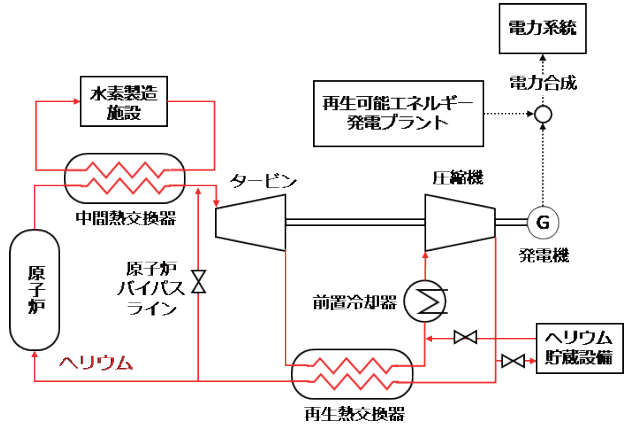 電力系統
電力合成
水素製造
施設
再生可能エネルギー
発電プラント
中間熱交換器
タービン
圧縮機
G
発電機
原子炉
原子炉
バイパス
ライン
前置冷却器
ヘリウム
ヘリウム
貯蔵設備
再生熱交換器